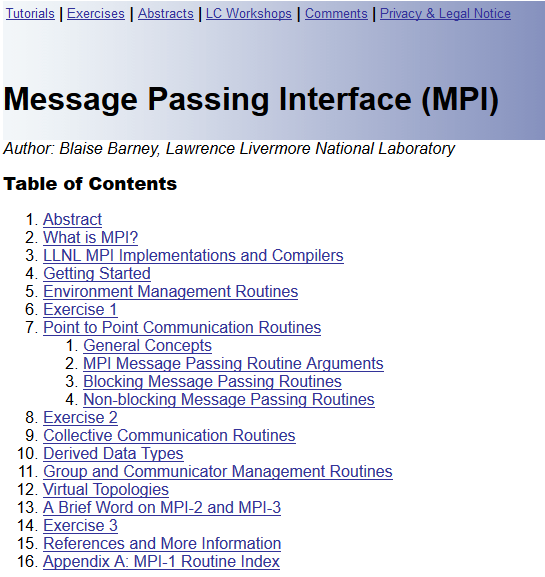 Tutorials | Exercises | Abstracts | LC Workshops | Comments | Privacy & Legal Notice
Message Passing Interface (MPI)
Author: Blaise Barney, Lawrence Livermore National Laboratory
Table of Contents
1. Abstract
2. What is MPI?
3. LLNL MPI Implementations and Compilers
4. Getting Started
5. Environment Management Routines
6. Exercise 1
7. Point to Point Communication Routines
1. General Concepts
2. MPI Message Passing Routine Arguments
3. Blocking Message Passing Routines
4. Non-blocking Message Passing Routines
8. Exercise 2
9. Collective Communication Routines
10. Derived Data Types
11. Group and Communicator Management Routines
12. Virtual Topologies
13. A Brief Word on MPI-2 and MPI-3
14. Exercise 3
15. References and More Information
16. Appendix A: MPI-1 Routine Index